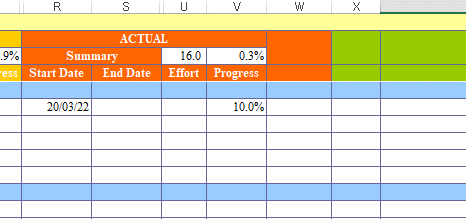 R S U V W X
ACTUAL
.9% Summary 16.0 0.3%
ress Start Date End Date Effort Progress
20/03/22 10.0%